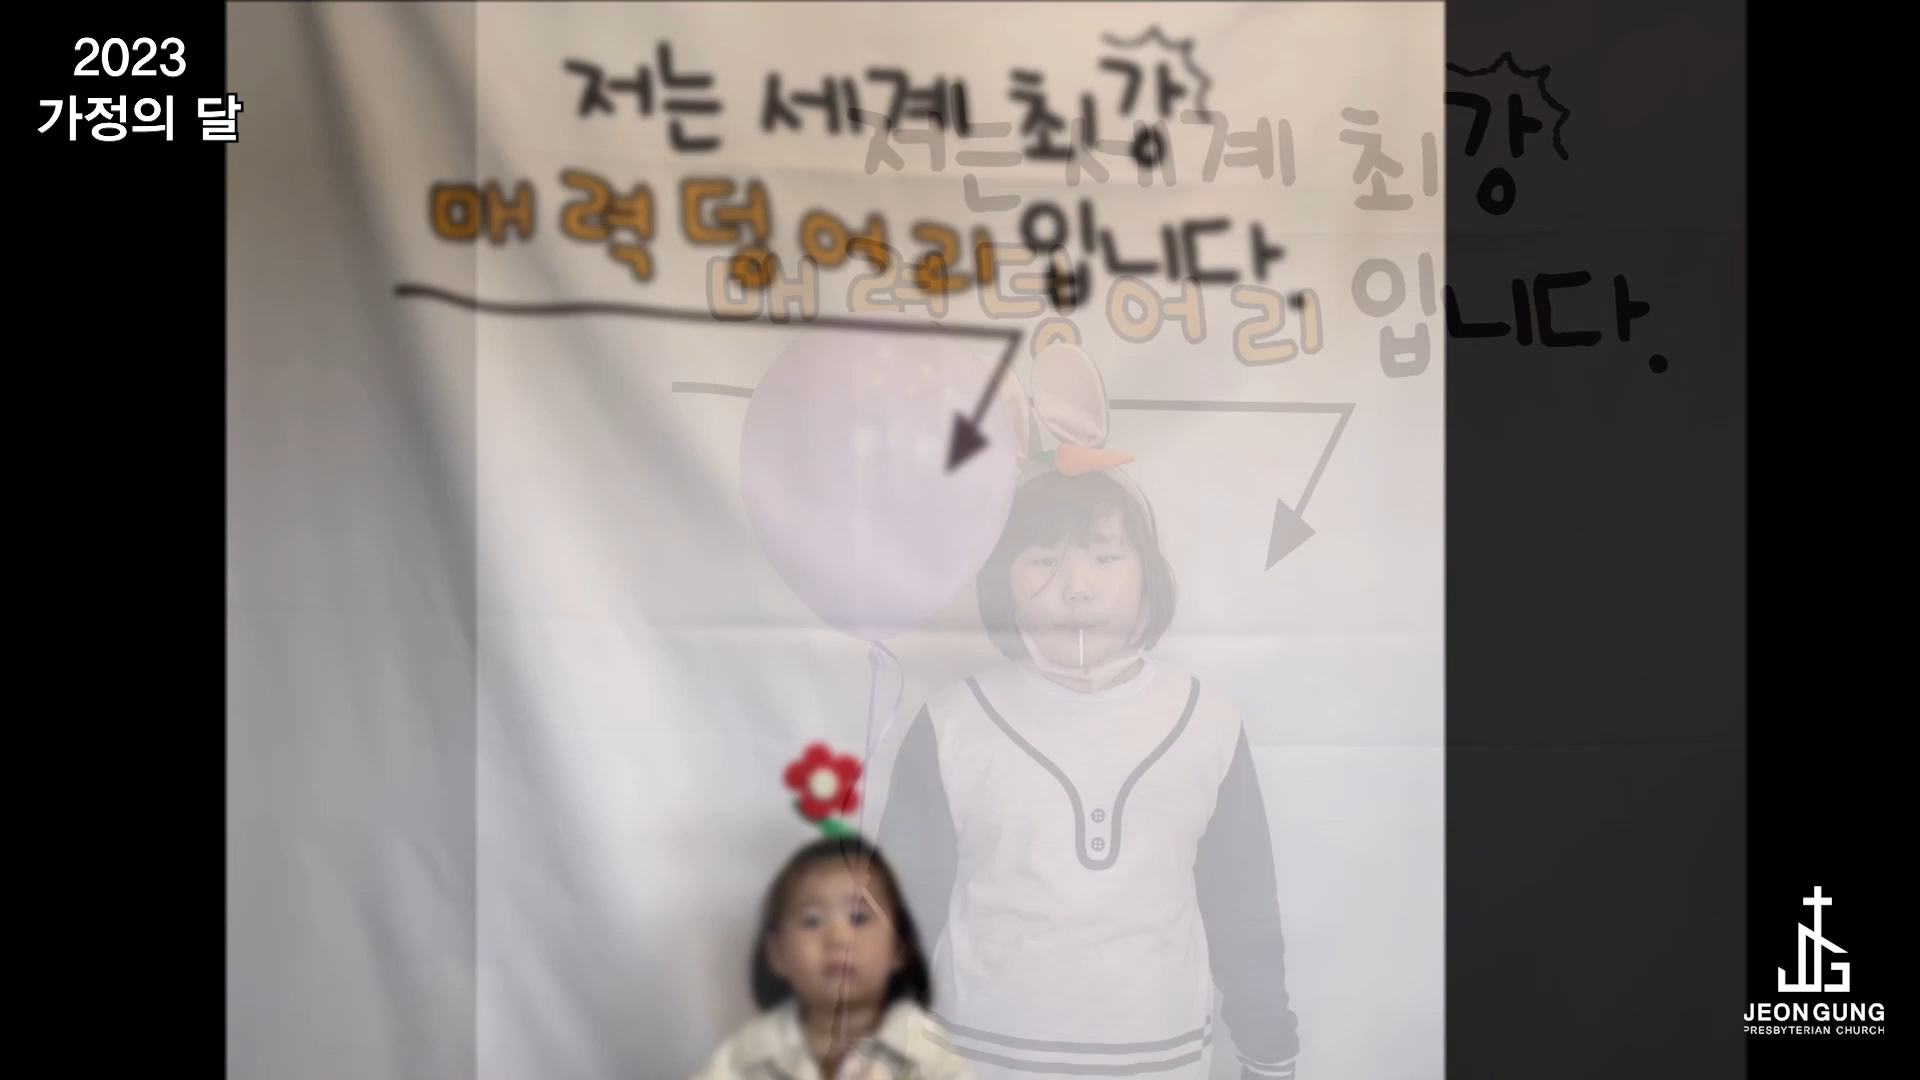 2023
가정의 달
저는 세계 최강
매력덩어리입니다.
저는 세계 최강
매력덩어리입니다.
JEONGUNG
PRESBYTERIAN CHURCH